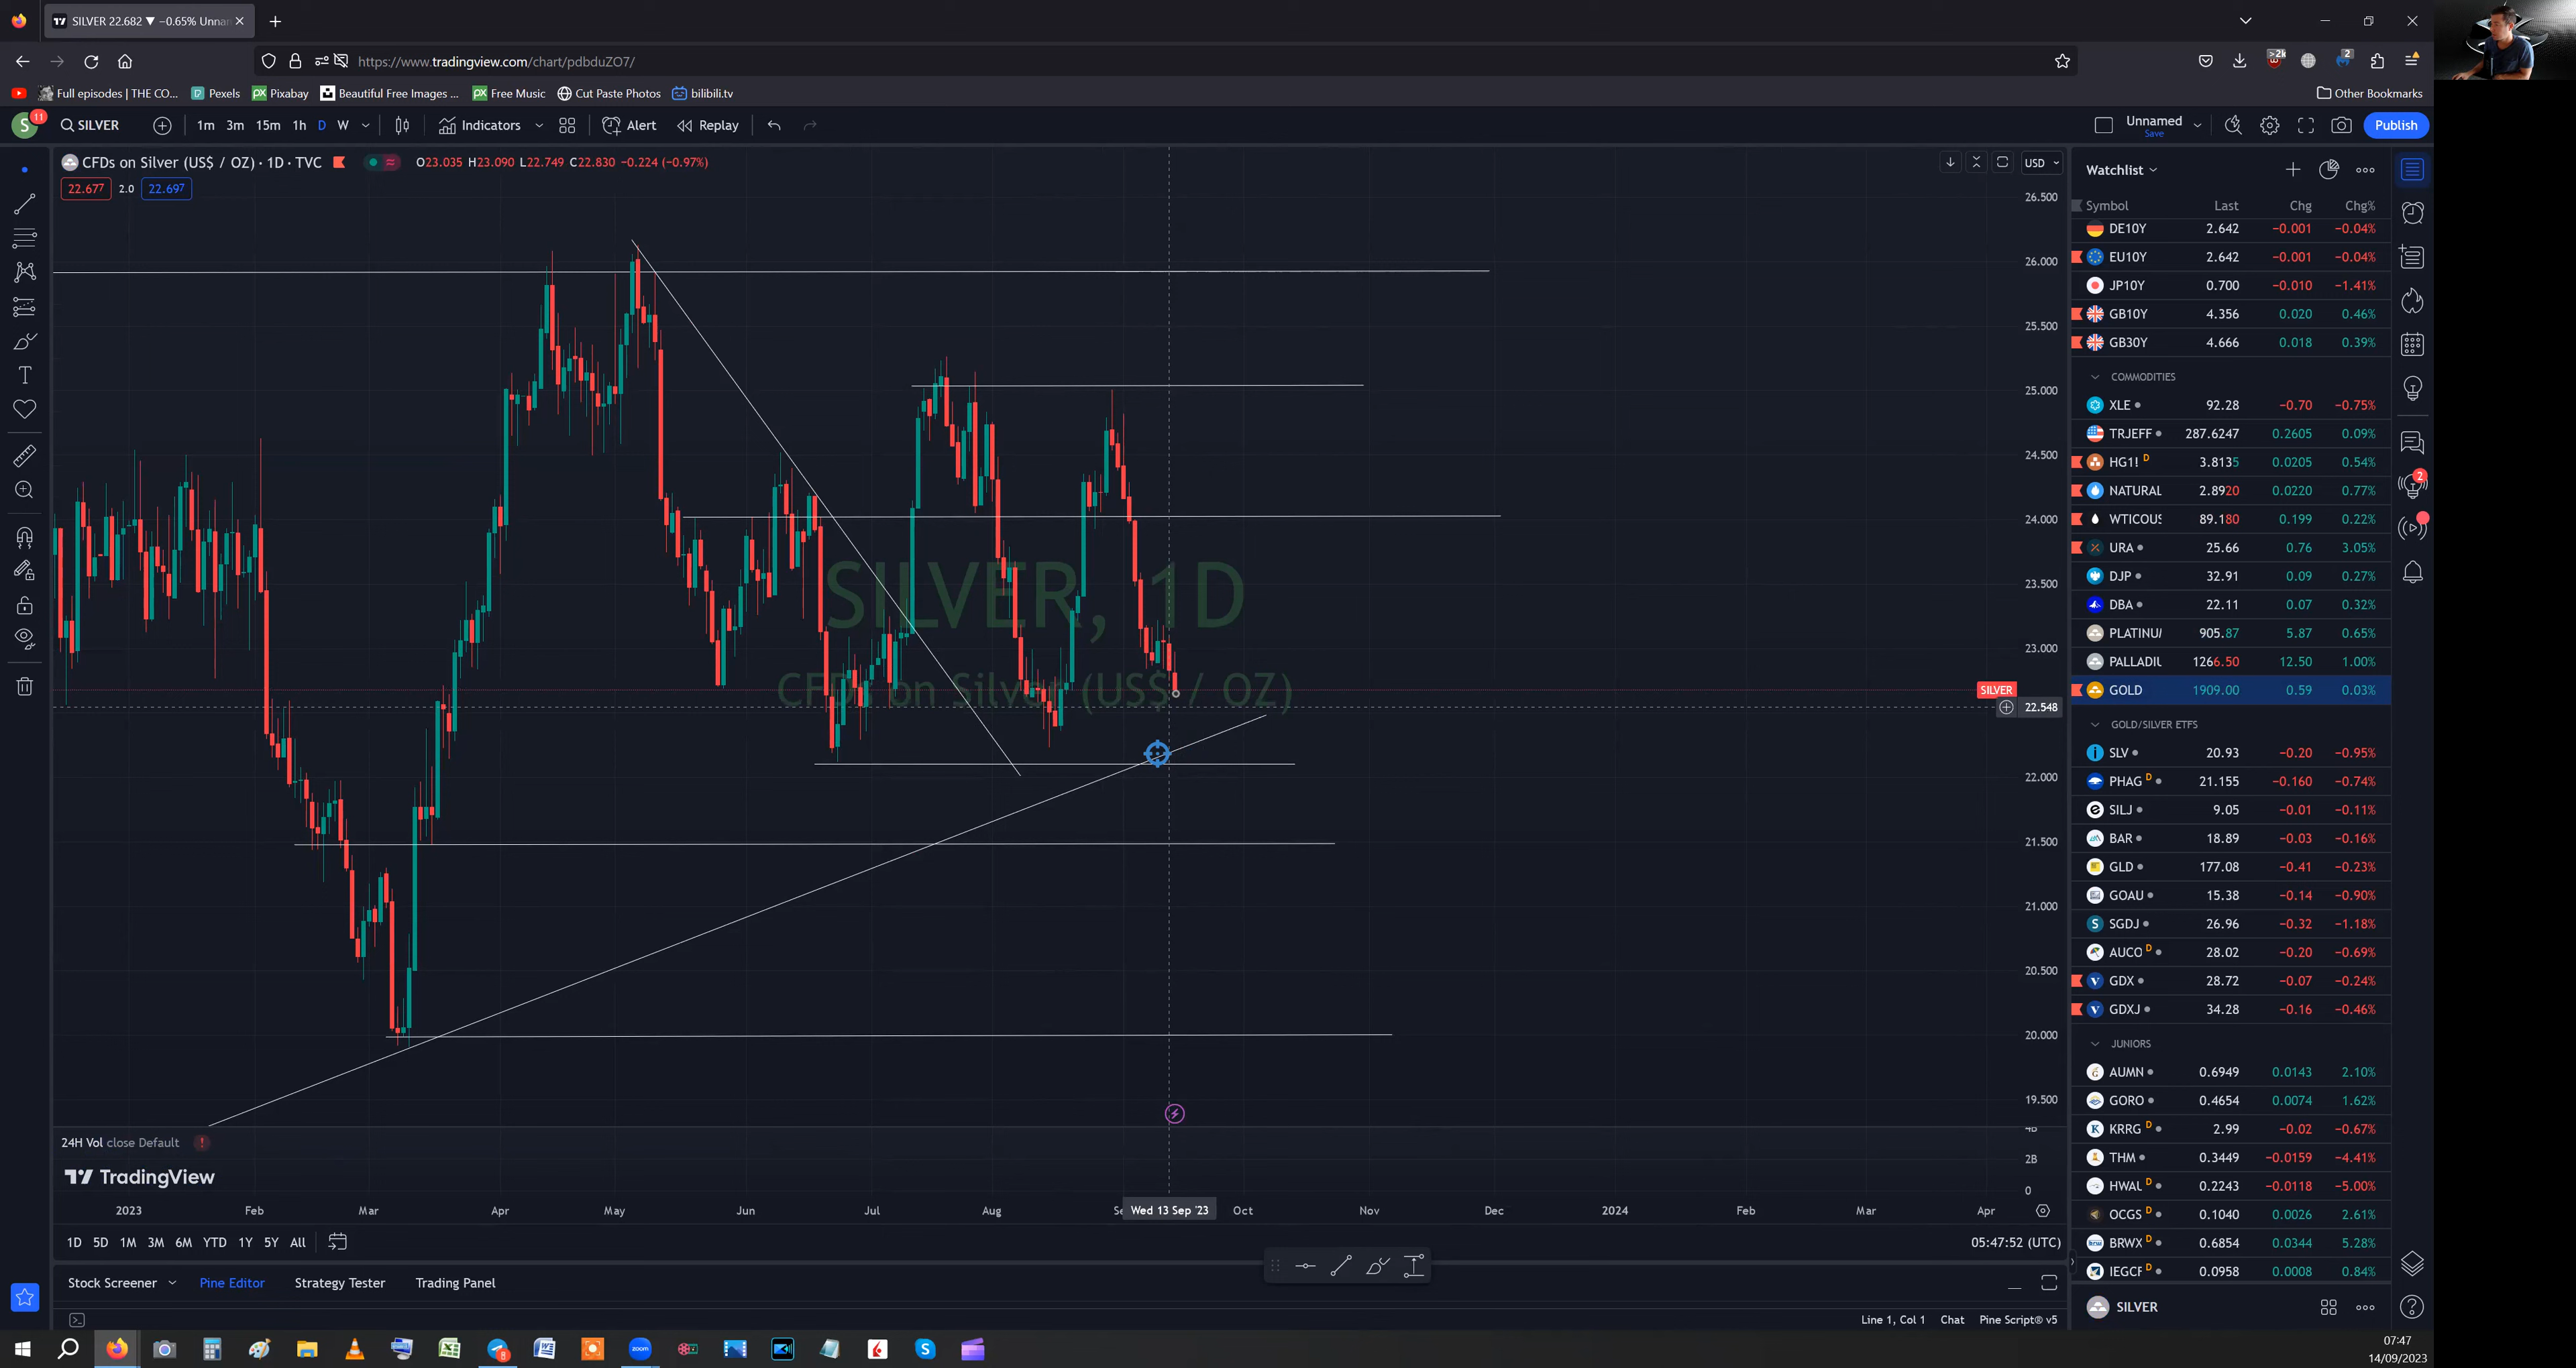 SILVER 22.682 ▼ −0.65% Unnar
https://www.tradingview.com/chart/pdbduZO7/
>2k
2
Full episodes | THE CO... Pexels Pixabay Beautiful Free Images ... Free Music Cut Paste Photos bilibili.tv
Other Bookmarks
S 11 SILVER 1m 3m 15m 1h D W Indicators Alert Replay
Unnamed
Save
Publish
CFDs on Silver (US$ / OZ) · 1D · TVC O23.035 H23.090 L22.749 C22.830 −0.224 (−0.97%)
22.677 2.0 22.697
USD
26.500
26.000
25.500
25.000
24.500
24.000
23.500
23.000
SILVER
22.548
22.000
21.500
21.000
20.500
20.000
19.500
4B
2B
0
SILVER, 1D
CFDs on Silver (US$ / OZ)
24H Vol close Default
TradingView
2023 Feb Mar Apr May Jun Jul Aug Se Wed 13 Sep '23 Oct Nov Dec 2024 Feb Mar Apr
1D 5D 1M 3M 6M YTD 1Y 5Y All
05:47:52 (UTC)
Stock Screener Pine Editor Strategy Tester Trading Panel
Line 1, Col 1 Chat Pine Script® v5
Watchlist
Symbol Last Chg Chg%
DE10Y 2.642 −0.001 −0.04%
EU10Y 2.642 −0.001 −0.04%
JP10Y 0.700 −0.010 −1.41%
GB10Y 4.356 0.020 0.46%
GB30Y 4.666 0.018 0.39%
COMMODITIES
XLE 92.28 −0.70 −0.75%
TRJEFF 287.6247 0.2605 0.09%
HG1! D 3.8135 0.0205 0.54%
NATURAL 2.8920 0.0220 0.77%
WTICOUS 89.180 0.199 0.22%
URA 25.66 0.76 3.05%
DJP 32.91 0.09 0.27%
DBA 22.11 0.07 0.32%
PLATINU 905.87 5.87 0.65%
PALLADIU 1266.50 12.50 1.00%
GOLD 1909.00 0.59 0.03%
GOLD/SILVER ETFS
SLV 20.93 −0.20 −0.95%
PHAG D 21.155 −0.160 −0.74%
SILJ 9.05 −0.01 −0.11%
BAR 18.89 −0.03 −0.16%
GLD 177.08 −0.41 −0.23%
GOAU 15.38 −0.14 −0.90%
SGDJ 26.96 −0.32 −1.18%
AUCO D 28.02 −0.20 −0.69%
GDX 28.72 −0.07 −0.24%
GDXJ 34.28 −0.16 −0.46%
JUNIORS
AUMN 0.6949 0.0143 2.10%
GORO 0.4654 0.0074 1.62%
KRRG D 2.99 −0.02 −0.67%
THM 0.3449 −0.0159 −4.41%
HWAL D 0.2243 −0.0118 −5.00%
OCGS D 0.1040 0.0026 2.61%
BRWX D 0.6854 0.0344 5.28%
IEGCF D 0.0958 0.0008 0.84%
SILVER
2
8
zoom
07:47
14/09/2023